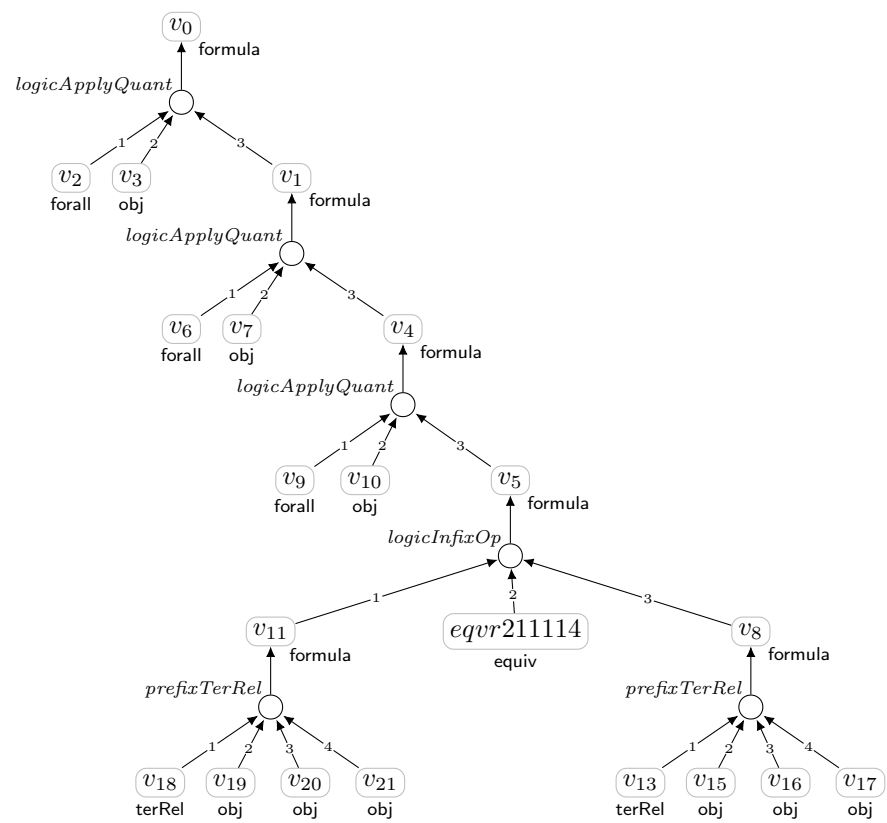 v0
formula
logicApplyQuant
1 2 3
v2 v3 v1
forall obj formula
logicApplyQuant
1 2 3
v6 v7 v4
forall obj formula
logicApplyQuant
1 2 3
v9 v10 v5
forall obj formula
logicInfixOp
1 2 3
v11 eqvr211114 v8
formula equiv formula
prefixTerRel prefixTerRel
1 2 3 4 1 2 3 4
v18 v19 v20 v21 v13 v15 v16 v17
terRel obj obj obj terRel obj obj obj